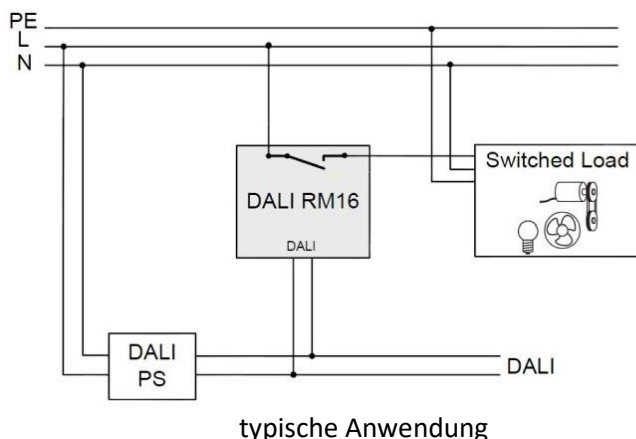 PE
L
N
Switched Load
DALI RM16
DALI
DALI
PS
DALI
typische Anwendung